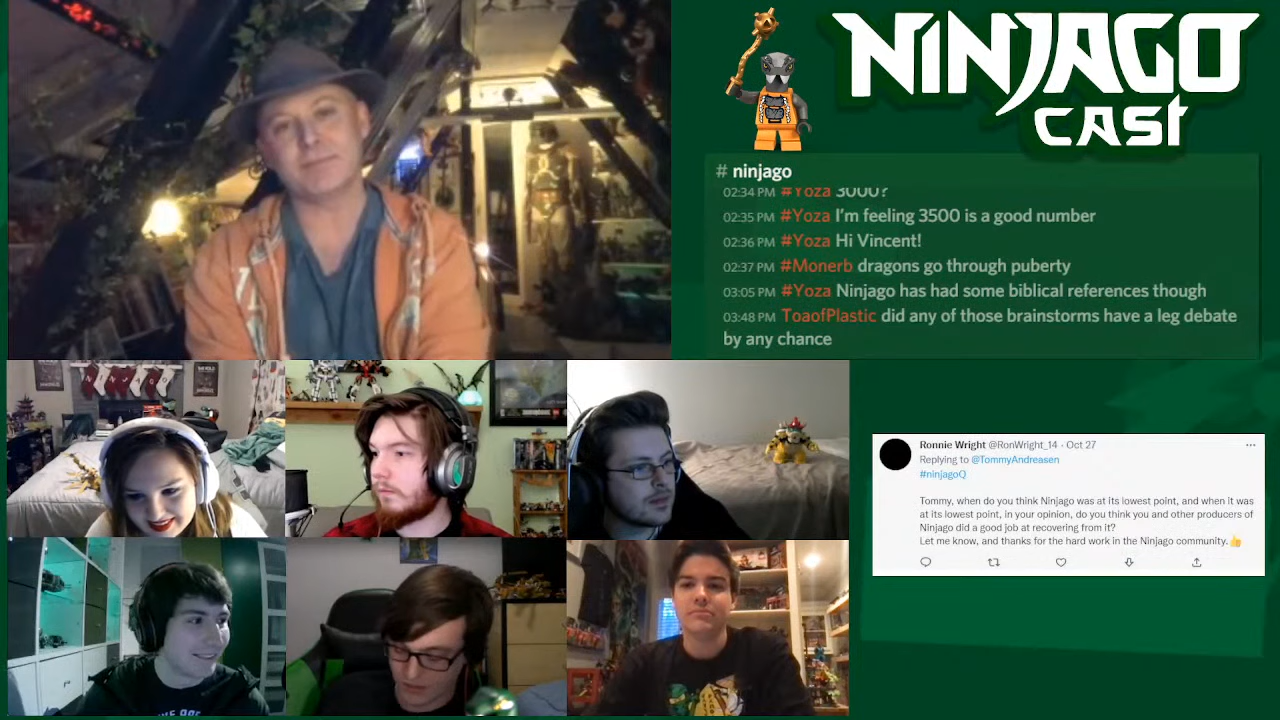 NINJAGO
CAST
# ninjago
02:34 PM #Yoza 3000?
02:35 PM #Yoza I'm feeling 3500 is a good number
02:36 PM #Yoza Hi Vincent!
02:37 PM #Monerb dragons go through puberty
03:05 PM #Yoza Ninjago has had some biblical references though
03:48 PM ToaofPlastic did any of those brainstorms have a leg debate
by any chance
Ronnie Wright @RonWright_14 · Oct 27
Replying to @TommyAndreasen
#ninjagoQ
Tommy, when do you think Ninjago was at its lowest point, and when it was
at its lowest point, in your opinion, do you think you and other producers of
Ninjago did a good job at recovering from it?
Let me know, and thanks for the hard work in the Ninjago community.👍
NINJAGO